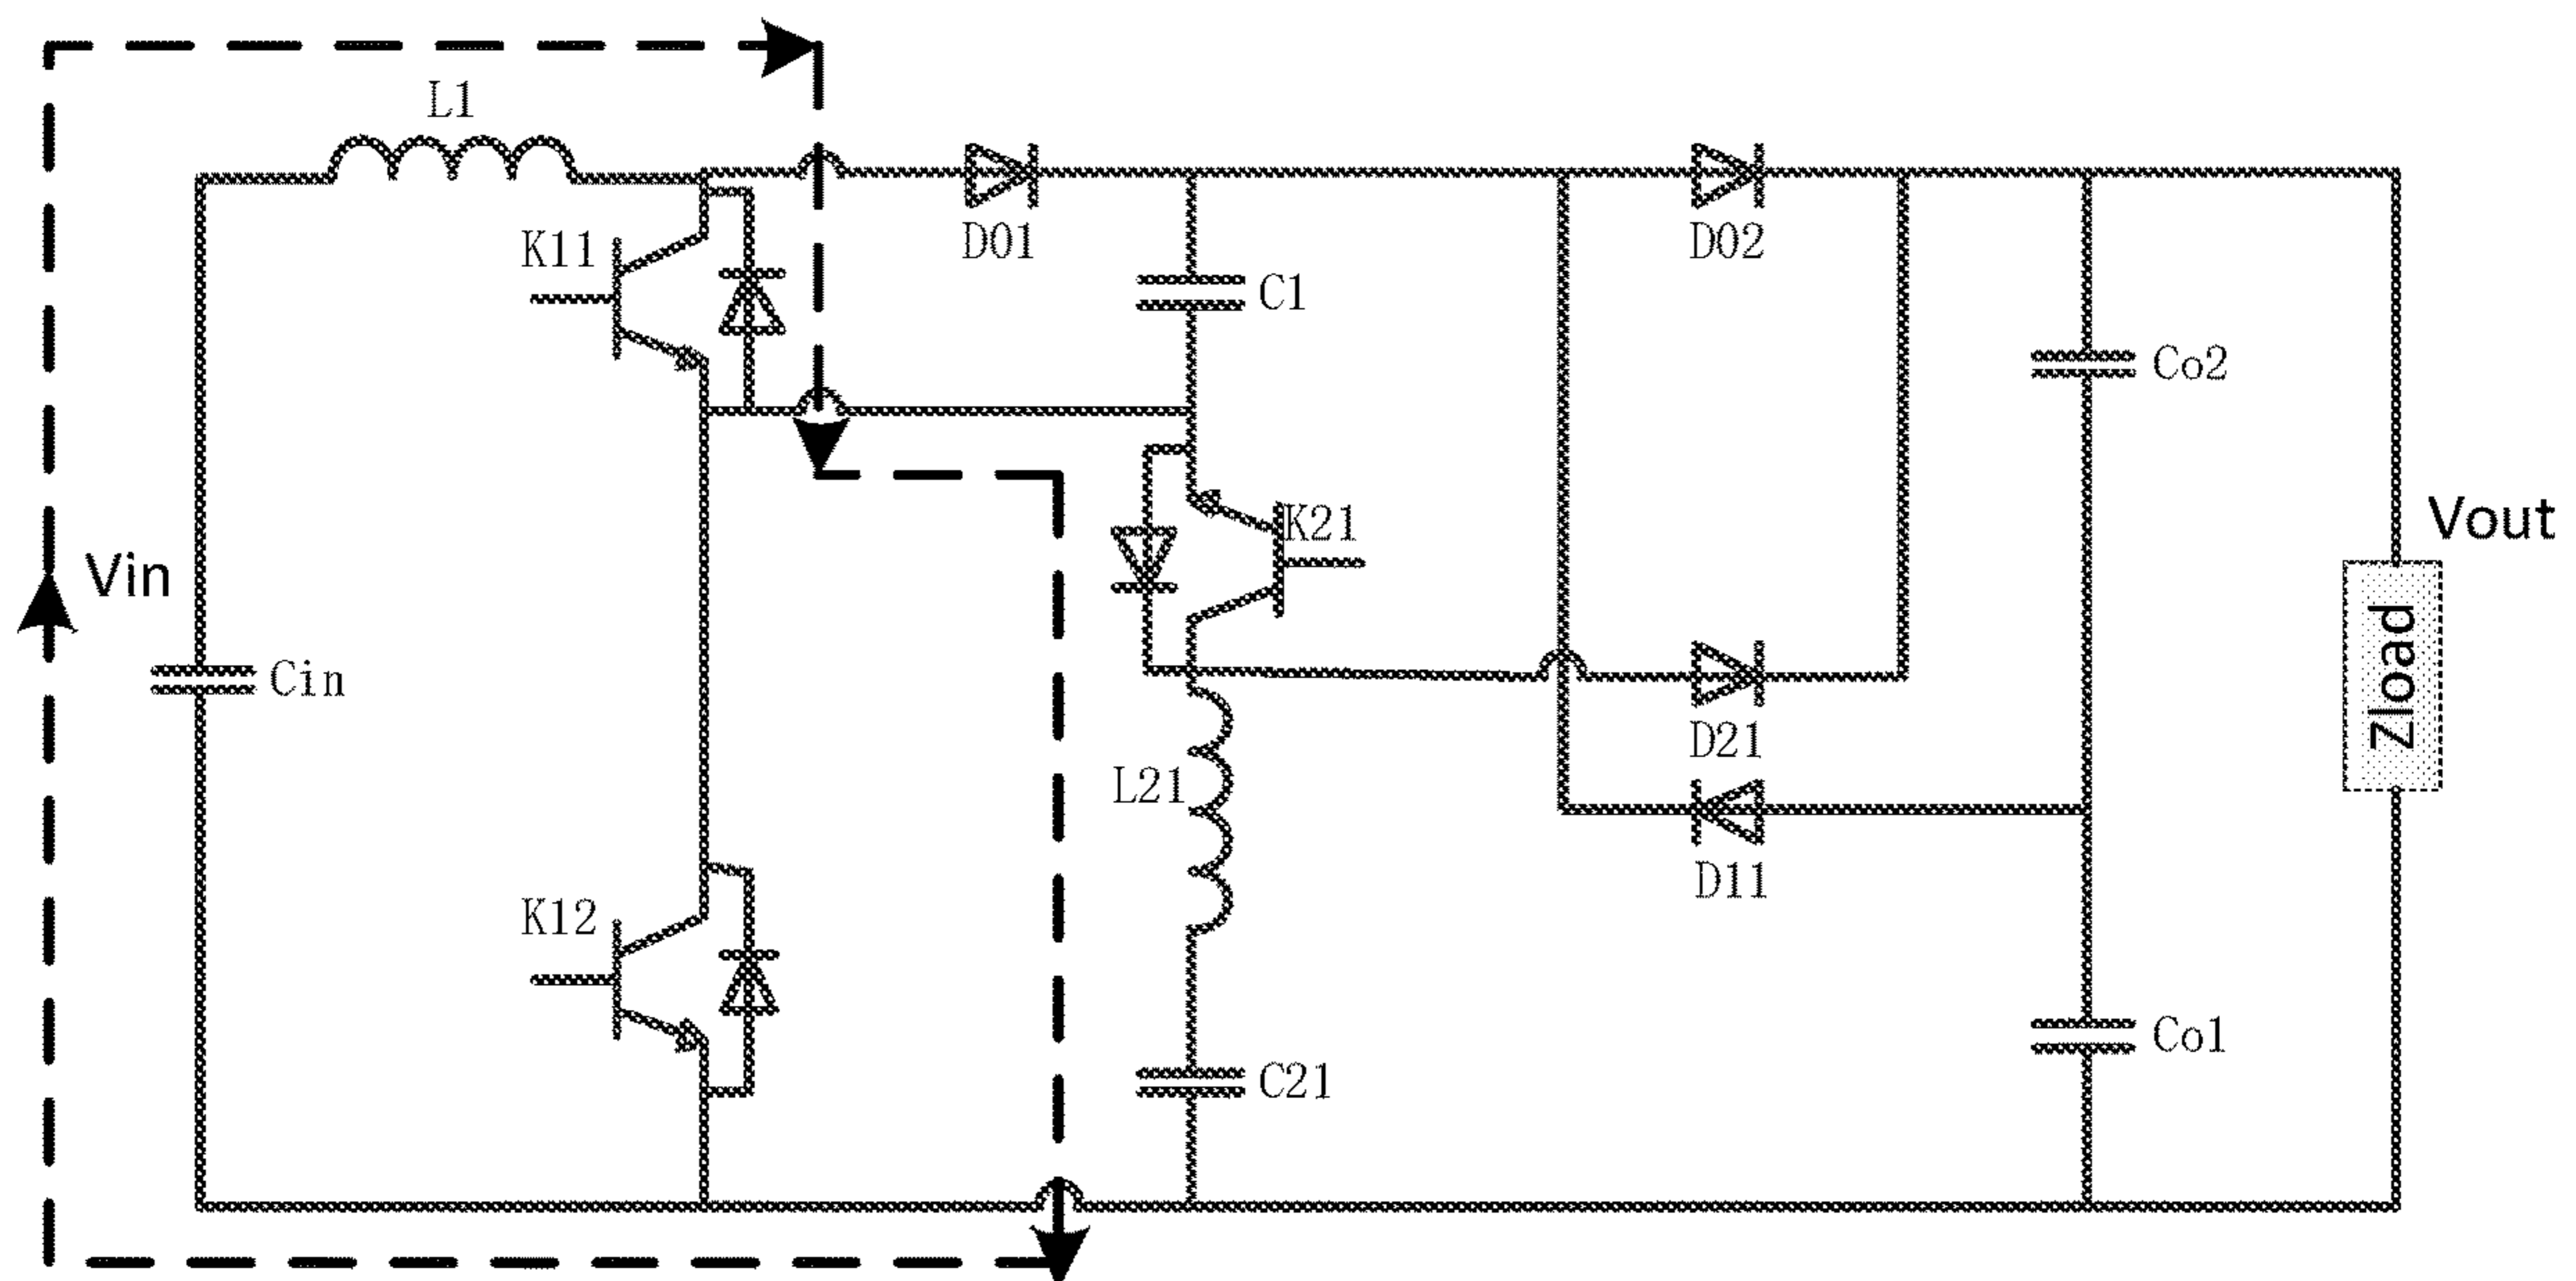 L1
K11
D01
D02
C1
Co2
K21
Vout
Vin
Zload
Cin
D21
L21
D11
K12
C21
Co1